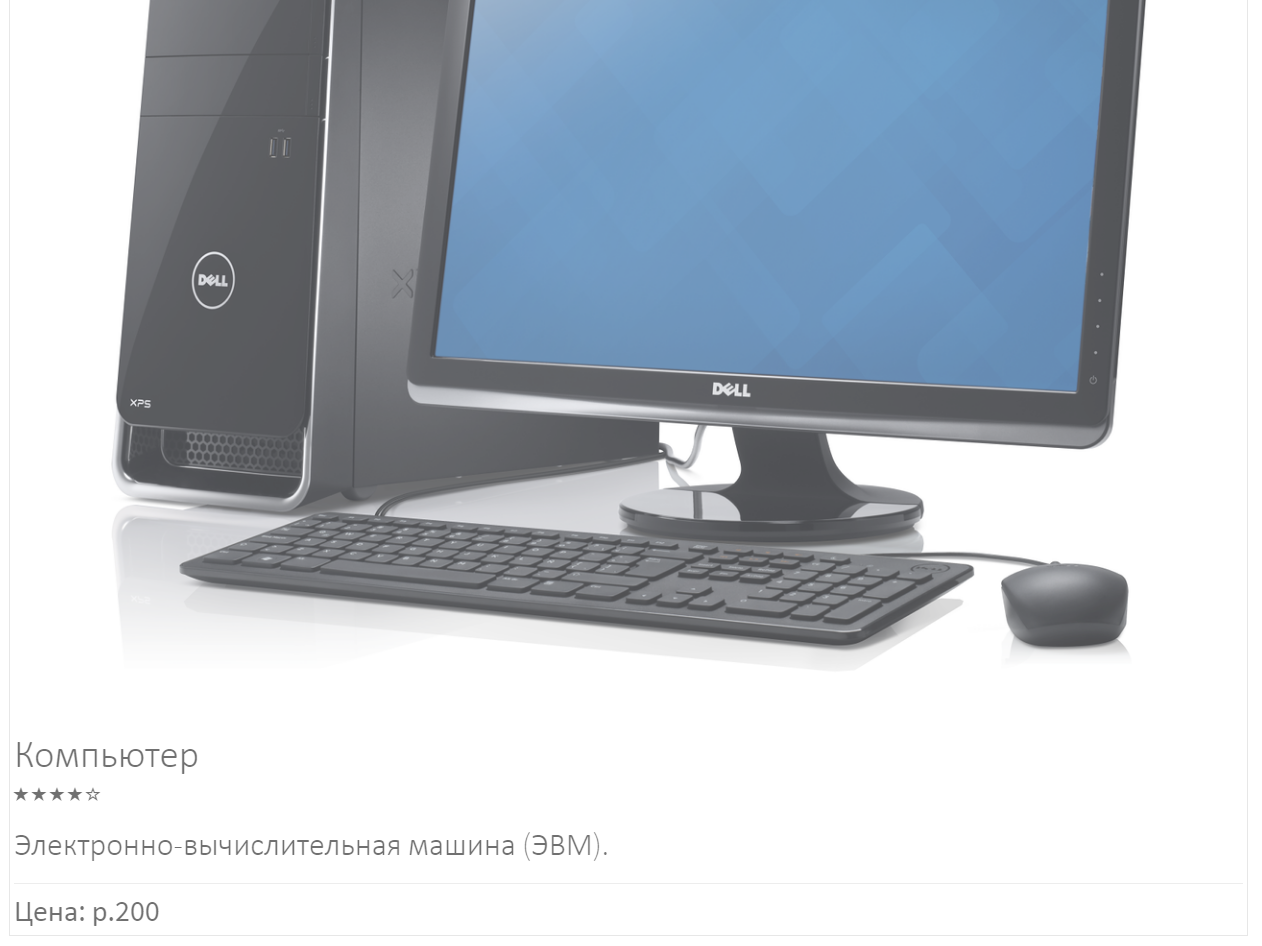 DELL
XPS
DELL
Компьютер
★★★★☆
Электронно-вычислительная машина (ЭВМ).
Цена: р.200